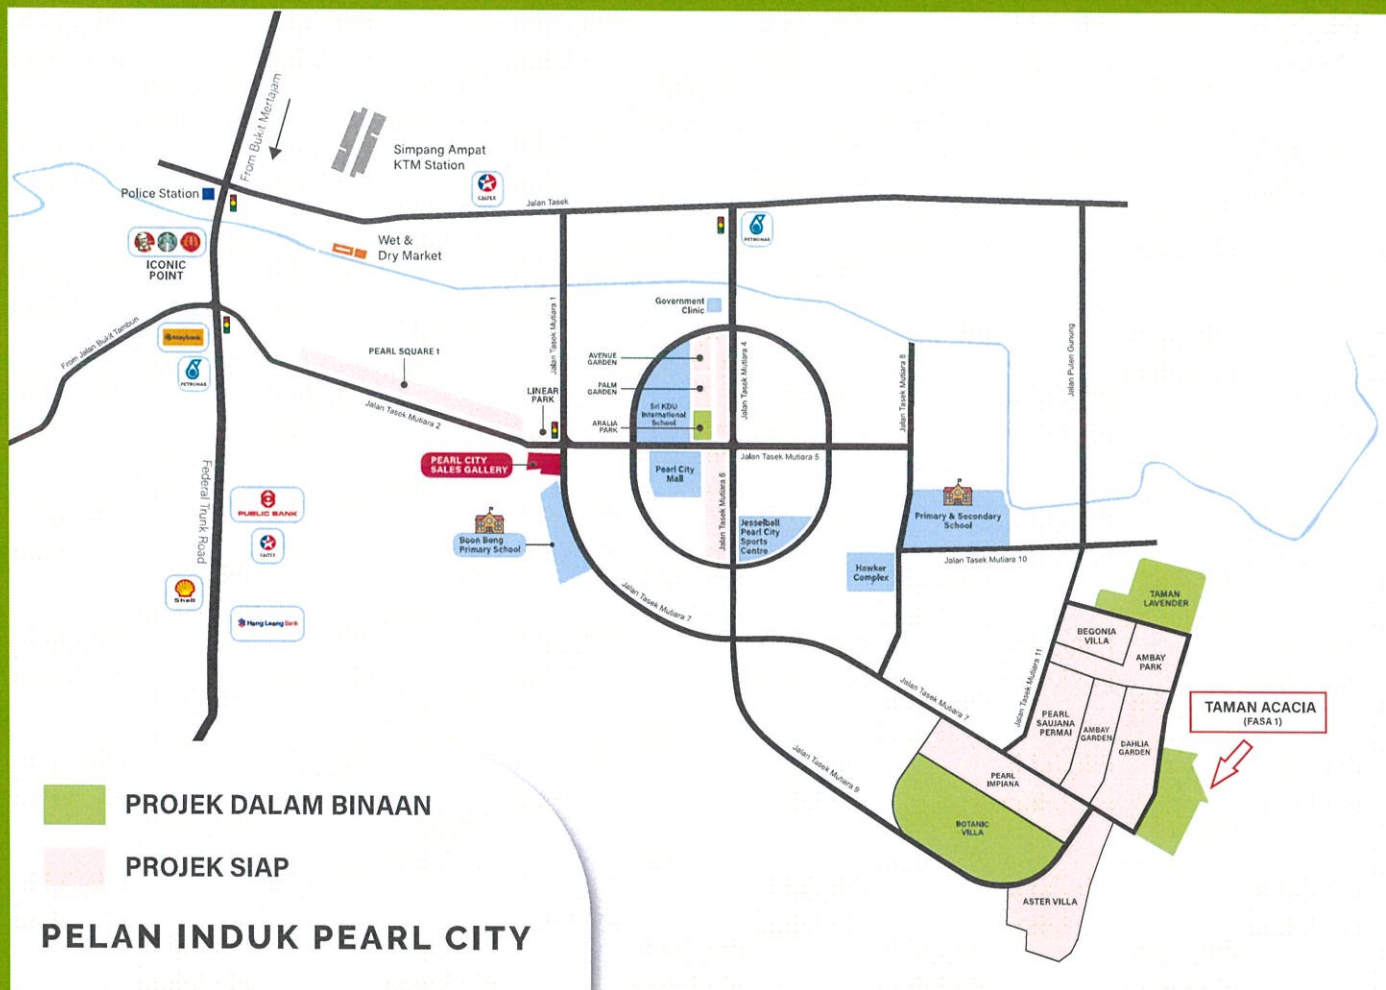 From Bukit Mertajam
Simpang Ampat
KTM Station
CALTEX
Police Station
Jalan Tasek
PETRONAS
Wet &
Dry Market
ICONIC
POINT
Government
Clinic
From Jalan Bukit Tambun
Maybank
PETRONAS
PEARL SQUARE 1
Jalan Tasek Mutiara 1
LINEAR
PARK
Jalan Tasek Mutiara 2
AVENUE
GARDEN
PALM
GARDEN
ARALIA
PARK
Sri KDU
International
School
Jalan Tasek Mutiara 4
Jalan Tasek Mutiara 8
PEARL CITY
SALES GALLERY
Pearl City
Mall
Jalan Tasek Mutiara 5
Jalan Tasek Mutiara 6
Federal Trunk Road
PUBLIC BANK
CALTEX
Shell
Hong Leong Bank
Boon Beng
Primary School
Jesselball
Pearl City
Sports
Centre
Primary & Secondary
School
Hawker
Complex
Jalan Tasek Mutiara 10
Jalan Tasek Mutiara 7
TAMAN
LAVENDER
BEGONIA
VILLA
AMBAY
PARK
Jalan Tasek Mutiara 11
Jalan Tasek Mutiara 7
PEARL
SAUJANA
PERMAI
AMBAY
GARDEN
DAHLIA
GARDEN
TAMAN ACACIA
(FASA 1)
Jalan Tasek Mutiara 9
PEARL
IMPIANA
BOTANIC
VILLA
ASTER VILLA
PROJEK DALAM BINAAN
PROJEK SIAP
PELAN INDUK PEARL CITY